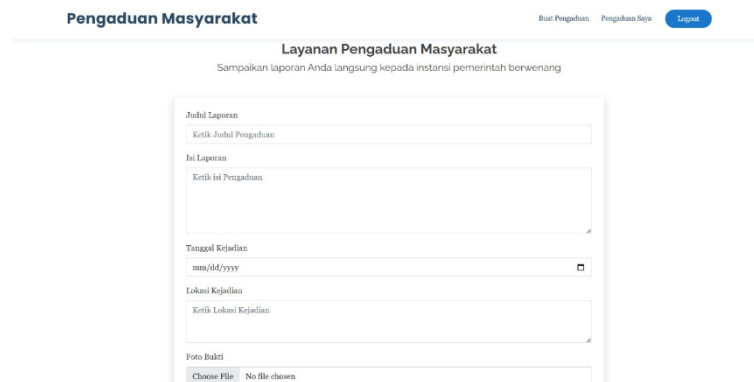 Pengaduan Masyarakat
Buat Pengaduan Pengaduan Saya Logout
Layanan Pengaduan Masyarakat
Sampaikan laporan Anda langsung kepada instansi pemerintah berwenang
Judul Laporan
Ketik Judul Pengaduan
Isi Laporan
Ketik isi Pengaduan
Tanggal Kejadian
mm/dd/yyyy
Lokasi Kejadian
Ketik Lokasi Kejadian
Foto Bukti
Choose File No file chosen